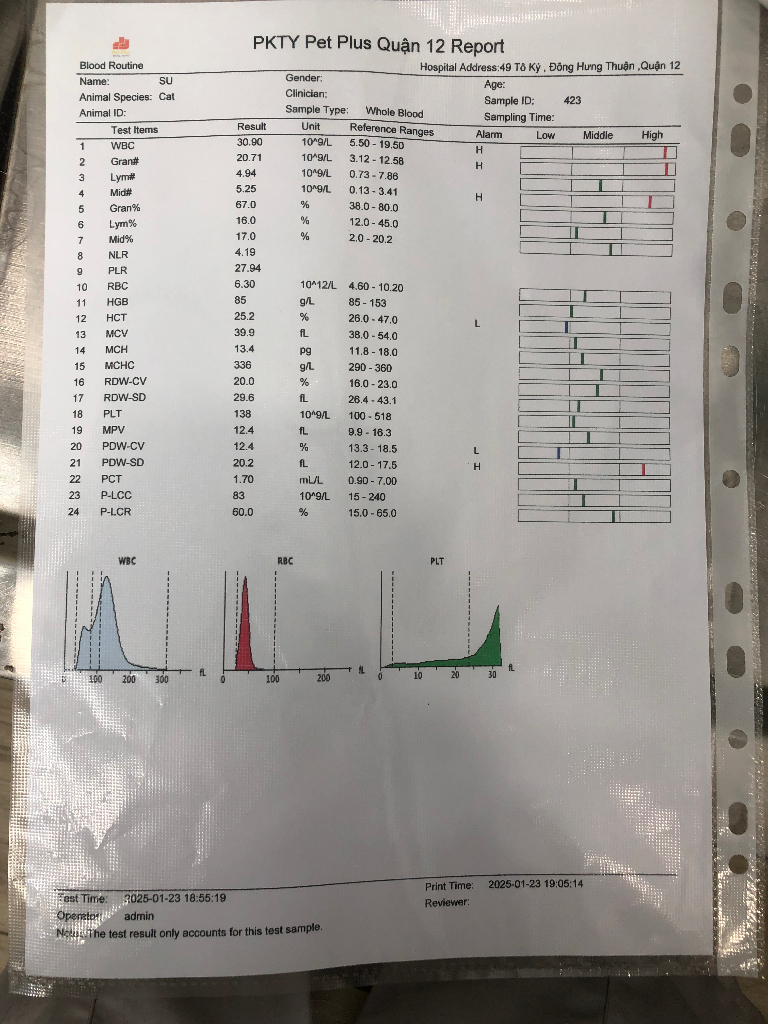 PKTY Pet Plus Quận 12 Report
Blood Routine Hospital Address:49 Tô Ký , Đông Hưng Thuận ,Quận 12
Name: SU Gender: Age:
Animal Species: Cat Clinician: Sample ID: 423
Animal ID: Sample Type: Whole Blood Sampling Time:
Test Items Result Unit Reference Ranges Alarm Low Middle High
1 WBC 30.90 10^9/L 5.50 - 19.50 H
2 Gran# 20.71 10^9/L 3.12 - 12.58 H
3 Lym# 4.94 10^9/L 0.73 - 7.86
4 Mid# 5.25 10^9/L 0.13 - 3.41 H
5 Gran% 67.0 % 38.0 - 80.0
6 Lym% 16.0 % 12.0 - 45.0
7 Mid% 17.0 % 2.0 - 20.2
8 NLR 4.19
9 PLR 27.94
10 RBC 6.30 10^12/L 4.60 - 10.20
11 HGB 85 g/L 85 - 153
12 HCT 25.2 % 26.0 - 47.0 L
13 MCV 39.9 fL 38.0 - 54.0
14 MCH 13.4 pg 11.8 - 18.0
15 MCHC 336 g/L 290 - 360
16 RDW-CV 20.0 % 16.0 - 23.0
17 RDW-SD 29.6 fL 26.4 - 43.1
18 PLT 138 10^9/L 100 - 518
19 MPV 12.4 fL 9.9 - 16.3
20 PDW-CV 12.4 % 13.3 - 18.5 L
21 PDW-SD 20.2 fL 12.0 - 17.5 H
22 PCT 1.70 mL/L 0.90 - 7.00
23 P-LCC 83 10^9/L 15 - 240
24 P-LCR 60.0 % 15.0 - 65.0
WBC RBC PLT
0 100 200 300 fL 0 100 200 fL 0 10 20 30 fL
Test Time: 2025-01-23 18:55:19 Print Time: 2025-01-23 19:05:14
Operator: admin Reviewer:
The test result only accounts for this test sample.